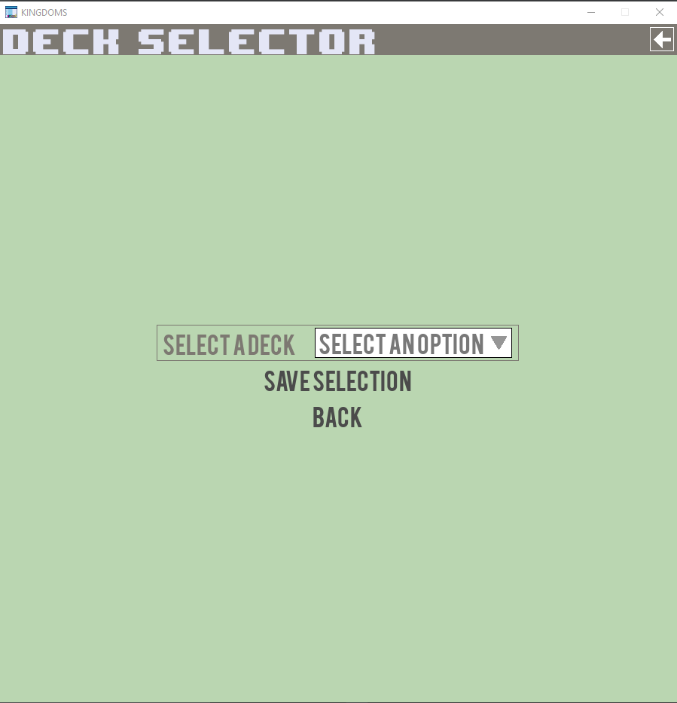 KINGDOMS
DECK SELECTOR
SELECT A DECK SELECT AN OPTION
SAVE SELECTION
BACK